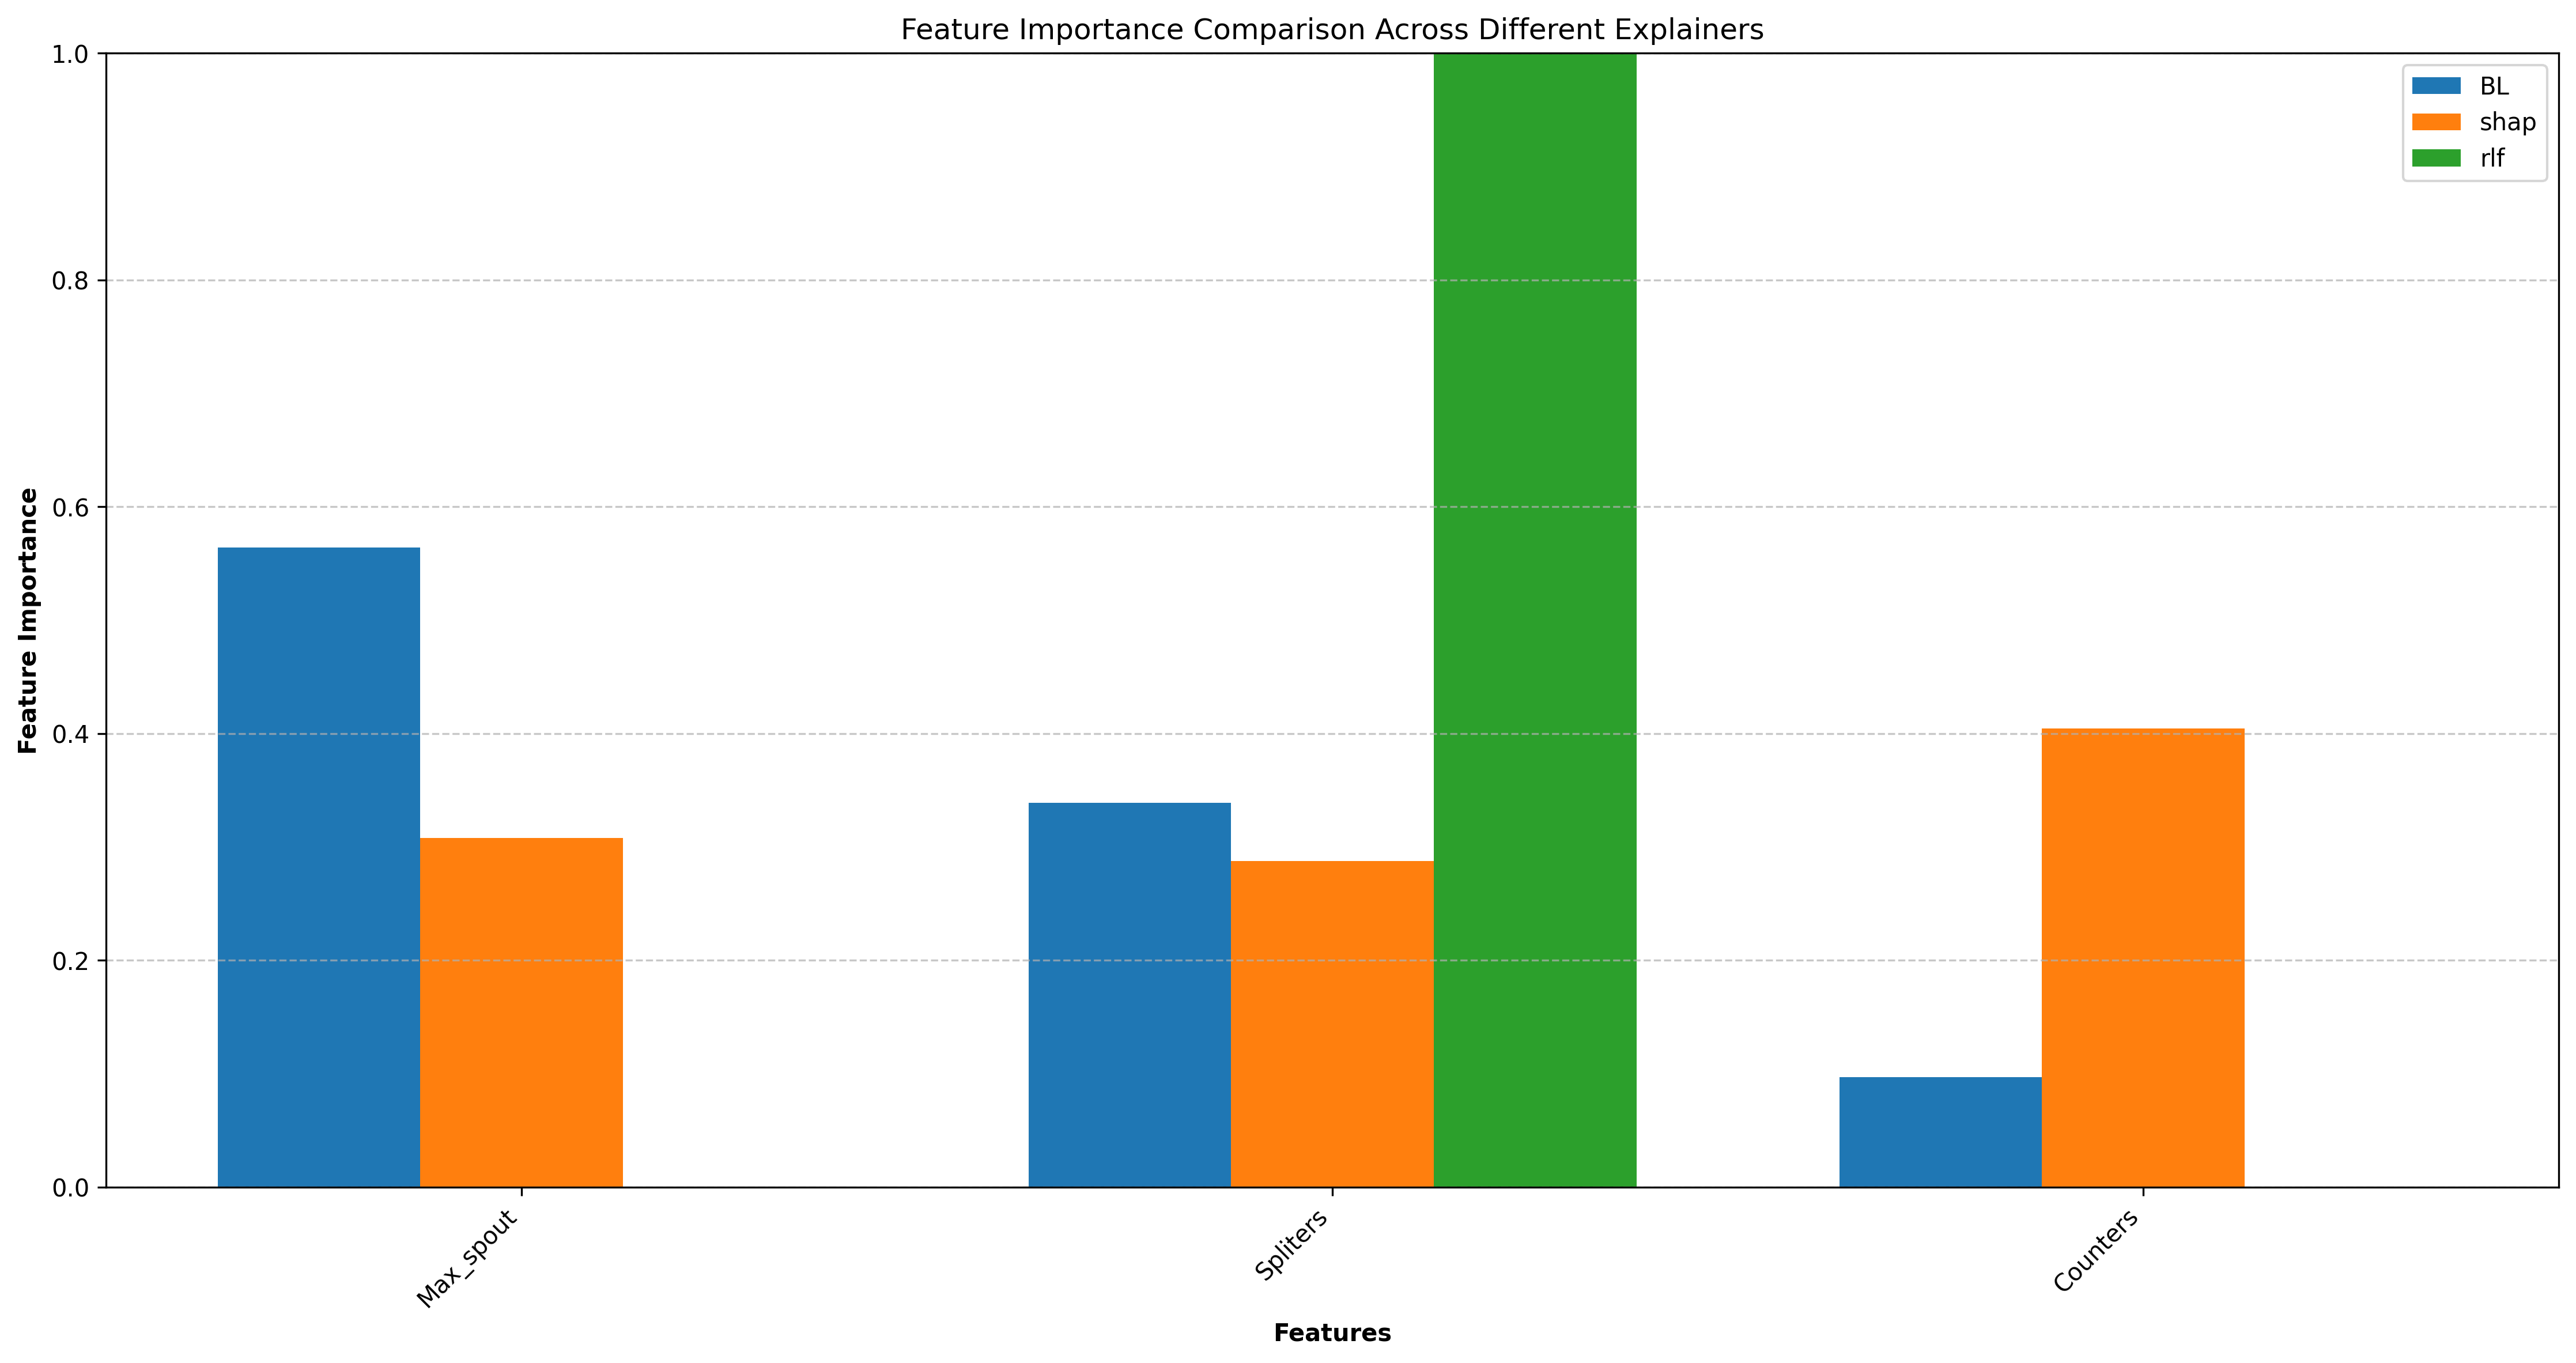 Feature Importance Comparison Across Different Explainers
1.0
0.8
0.6
0.4
0.2
0.0
Feature Importance
BL
shap
rlf
Max_spout
Spliters
Counters
Features